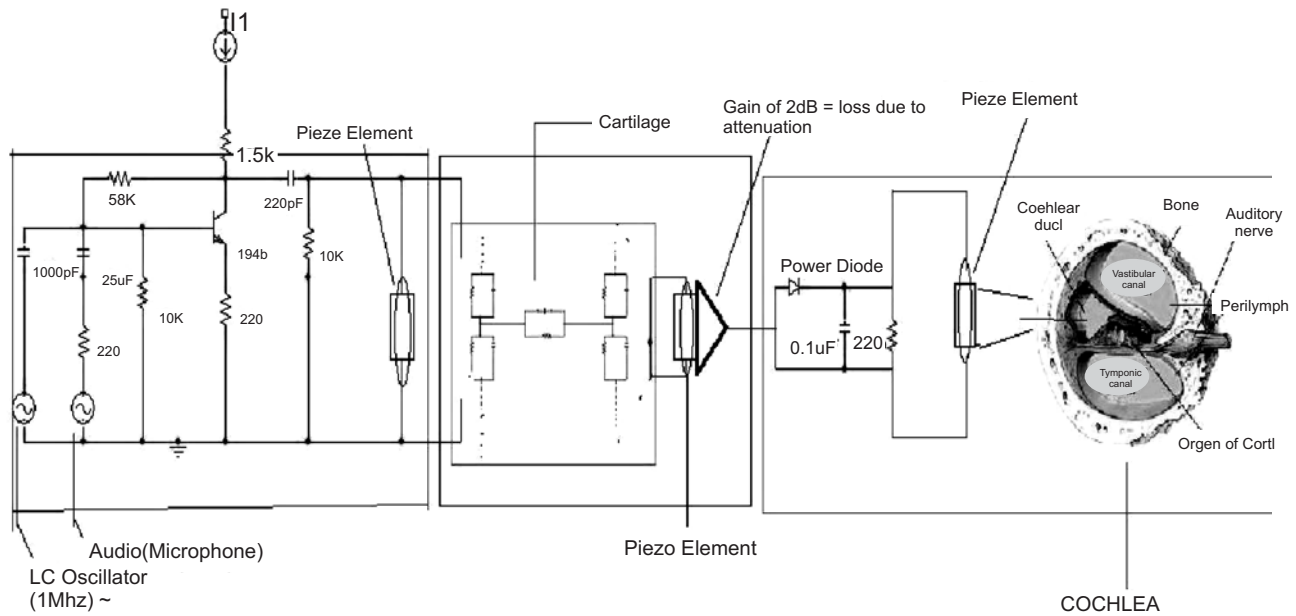 I1
1.5k
58K
220pF
Pieze Element
194b
10K
1000pF
25uF
10K
220
220
Audio(Microphone)
LC Oscillator
(1Mhz) ~
Cartilage
Gain of 2dB = loss due to
attenuation
Piezo Element
Pieze Element
Power Diode
0.1uF
220
Coehlear
ducl
Bone
Auditory
nerve
Vastibular
canal
Perilymph
Tymponic
canal
Orgen of Cortl
COCHLEA